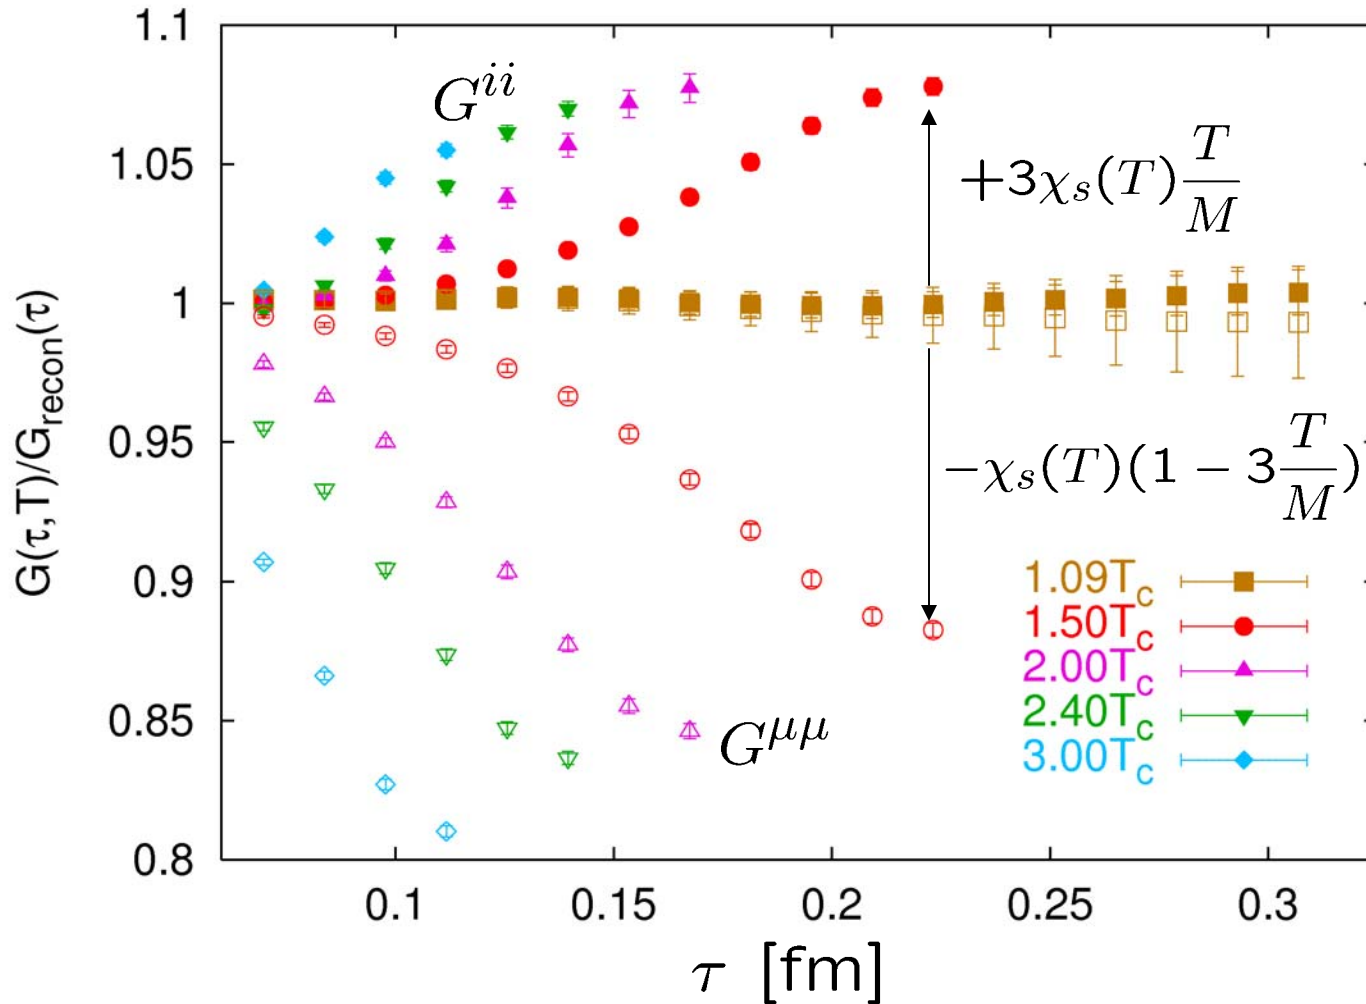 1.1
1.05
1
0.95
0.9
0.85
0.8
G(τ,T)/G_recon(τ)
G^{ii}
+3χ_s(T) T/M
−χ_s(T)(1 − 3 T/M)
G^{μμ}
1.09T_c
1.50T_c
2.00T_c
2.40T_c
3.00T_c
0.1 0.15 0.2 0.25 0.3
τ [fm]